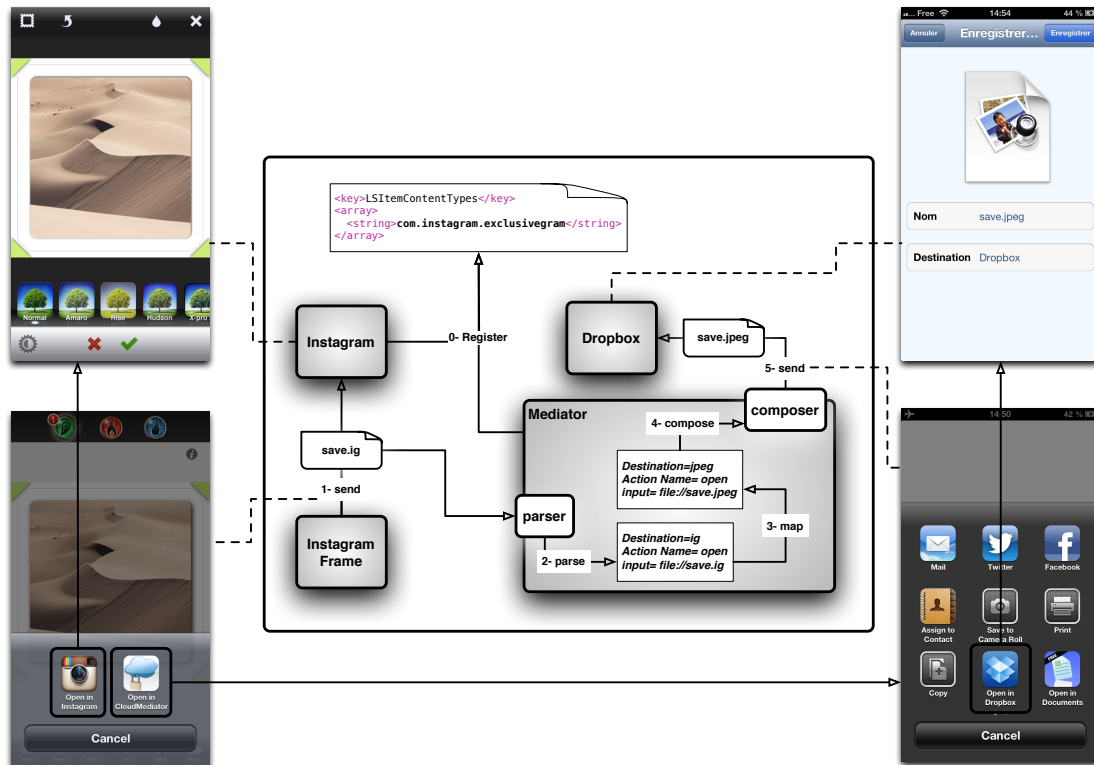 Normal
Amaro
Rise
Hudson
X-pro
1
Open in
Instagram
Open in
CloudMediator
Cancel
<key>LSItemContentTypes</key>
<array>
<string>com.instagram.exclusivegram</string>
</array>
Instagram
0- Register
Dropbox
save.jpeg
5- send
Mediator
composer
4- compose
save.ig
1- send
Destination=jpeg
Action Name= open
input= file://save.jpeg
parser
3- map
Instagram
Frame
2- parse
Destination=ig
Action Name= open
input= file://save.ig
... Free
14:54
44 %
Annuler
Enregistrer...
Enregistrer
Nom
save.jpeg
Destination
Dropbox
14:50
42 %
Mail
Twitter
Facebook
Assign to
Contact
Save to
Camera Roll
Print
Copy
Open in
Dropbox
FREE
Open in
Documents
Cancel